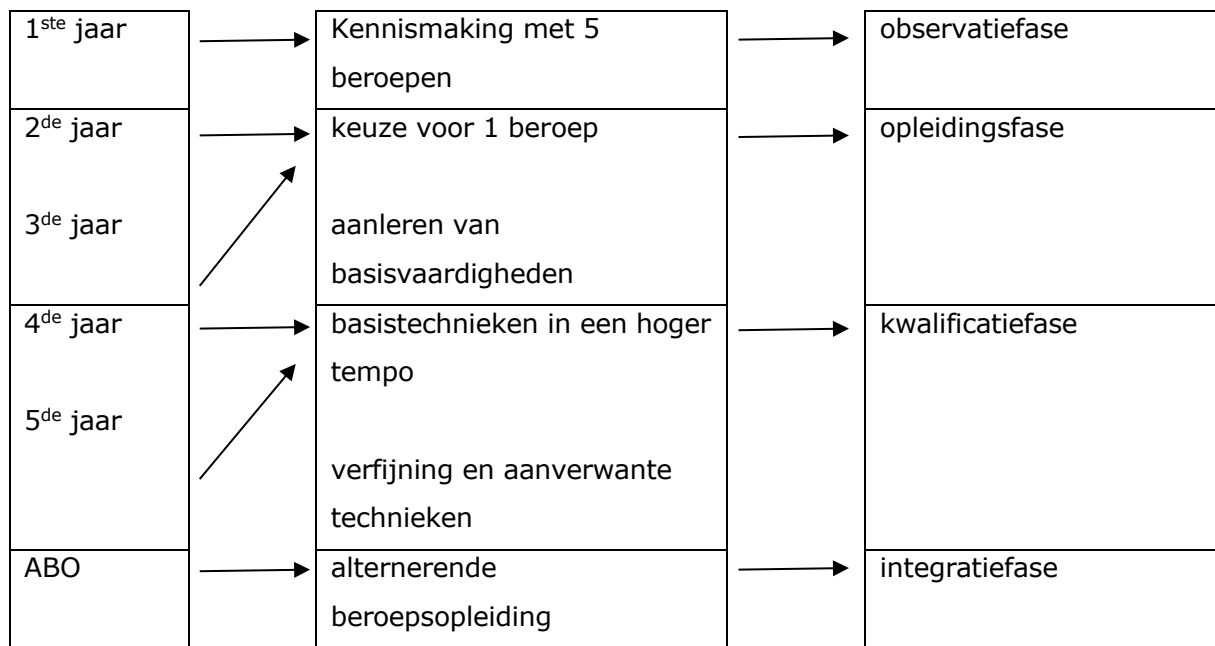 1ste jaar
Kennismaking met 5
beroepen
observatiefase
2de jaar
3de jaar
keuze voor 1 beroep
aanleren van
basisvaardigheden
opleidingsfase
4de jaar
5de jaar
basistechnieken in een hoger
tempo
verfijning en aanverwante
technieken
kwalificatiefase
ABO
alternerende
beroepsopleiding
integratiefase